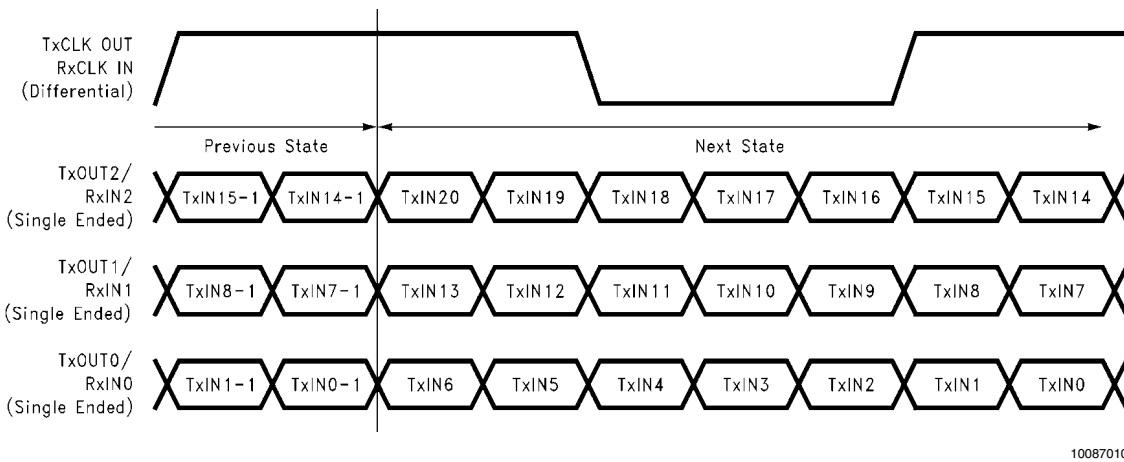 TxCLK OUT
RxCLK IN
(Differential)
Previous State
Next State
TxOUT2/
RxIN2
(Single Ended)
TxIN15-1 TxIN14-1 TxIN20 TxIN19 TxIN18 TxIN17 TxIN16 TxIN15 TxIN14
TxOUT1/
RxIN1
(Single Ended)
TxIN8-1 TxIN7-1 TxIN13 TxIN12 TxIN11 TxIN10 TxIN9 TxIN8 TxIN7
TxOUT0/
RxIN0
(Single Ended)
TxIN1-1 TxIN0-1 TxIN6 TxIN5 TxIN4 TxIN3 TxIN2 TxIN1 TxIN0
10087010